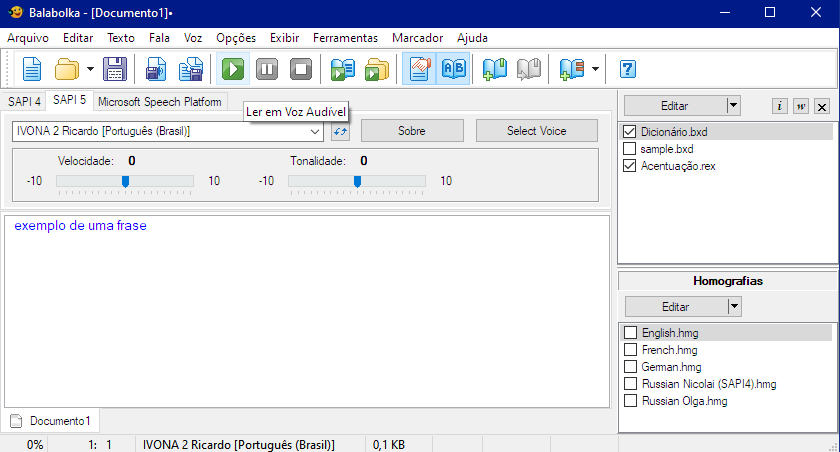 Balabolka - [Documento1]•
Arquivo Editar Texto Fala Voz Opções Exibir Ferramentas Marcador Ajuda
SAPI 4 SAPI 5 Microsoft Speech Platform
Ler em Voz Audível
IVONA 2 Ricardo [Português (Brasil)]
Sobre
Select Voice
Velocidade: 0
Tonalidade: 0
-10 10
-10 10
exemplo de uma frase
Documento1
Editar
i w x
Dicionário.bxd
sample.bxd
Acentuação.rex
Homografias
Editar
English.hmg
French.hmg
German.hmg
Russian Nicolai (SAPI4).hmg
Russian Olga.hmg
0% 1: 1 IVONA 2 Ricardo [Português (Brasil)] 0,1 KB